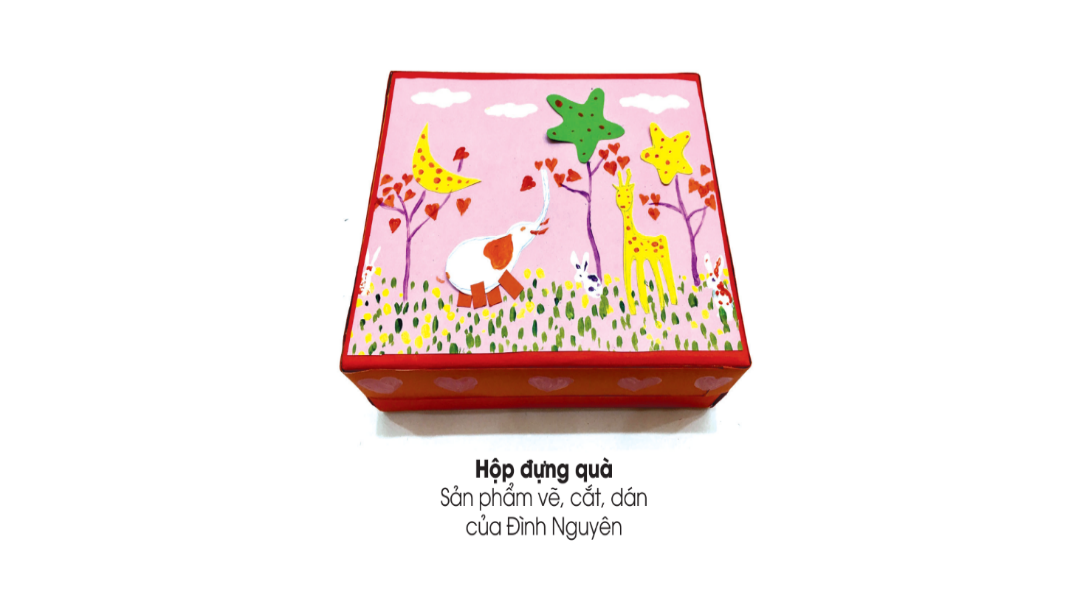 Hộp đựng quà
Sản phẩm vẽ, cắt, dán
của Đình Nguyên